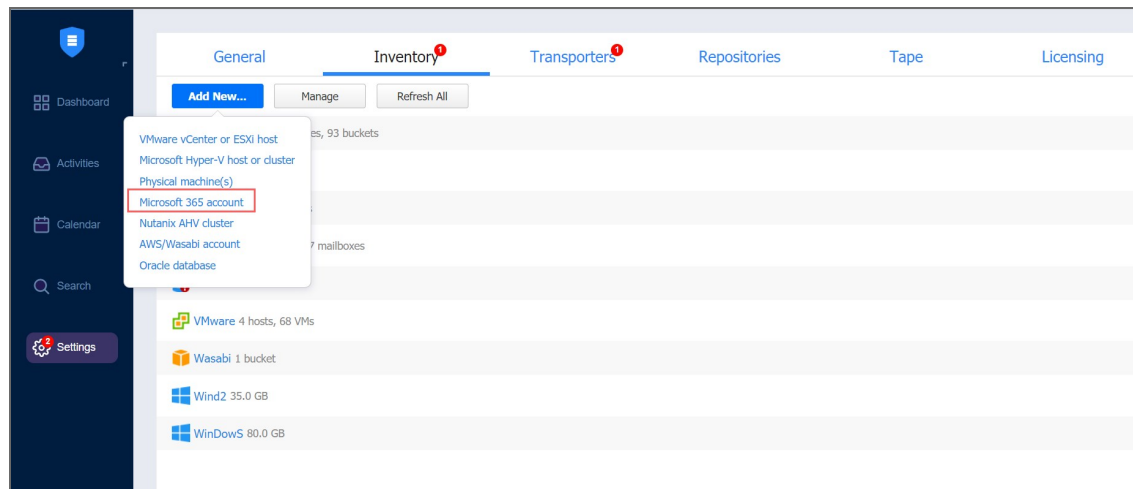 General Inventory 1 Transporters 1 Repositories Tape Licensing
Dashboard
Add New... Manage Refresh All
VMware vCenter or ESXi host
es, 93 buckets
Microsoft Hyper-V host or cluster
Activities
Physical machine(s)
Microsoft 365 account
Nutanix AHV cluster
Calendar
AWS/Wasabi account
7 mailboxes
Oracle database
Search
VMware 4 hosts, 68 VMs
2
Settings
Wasabi 1 bucket
Wind2 35.0 GB
WinDowS 80.0 GB